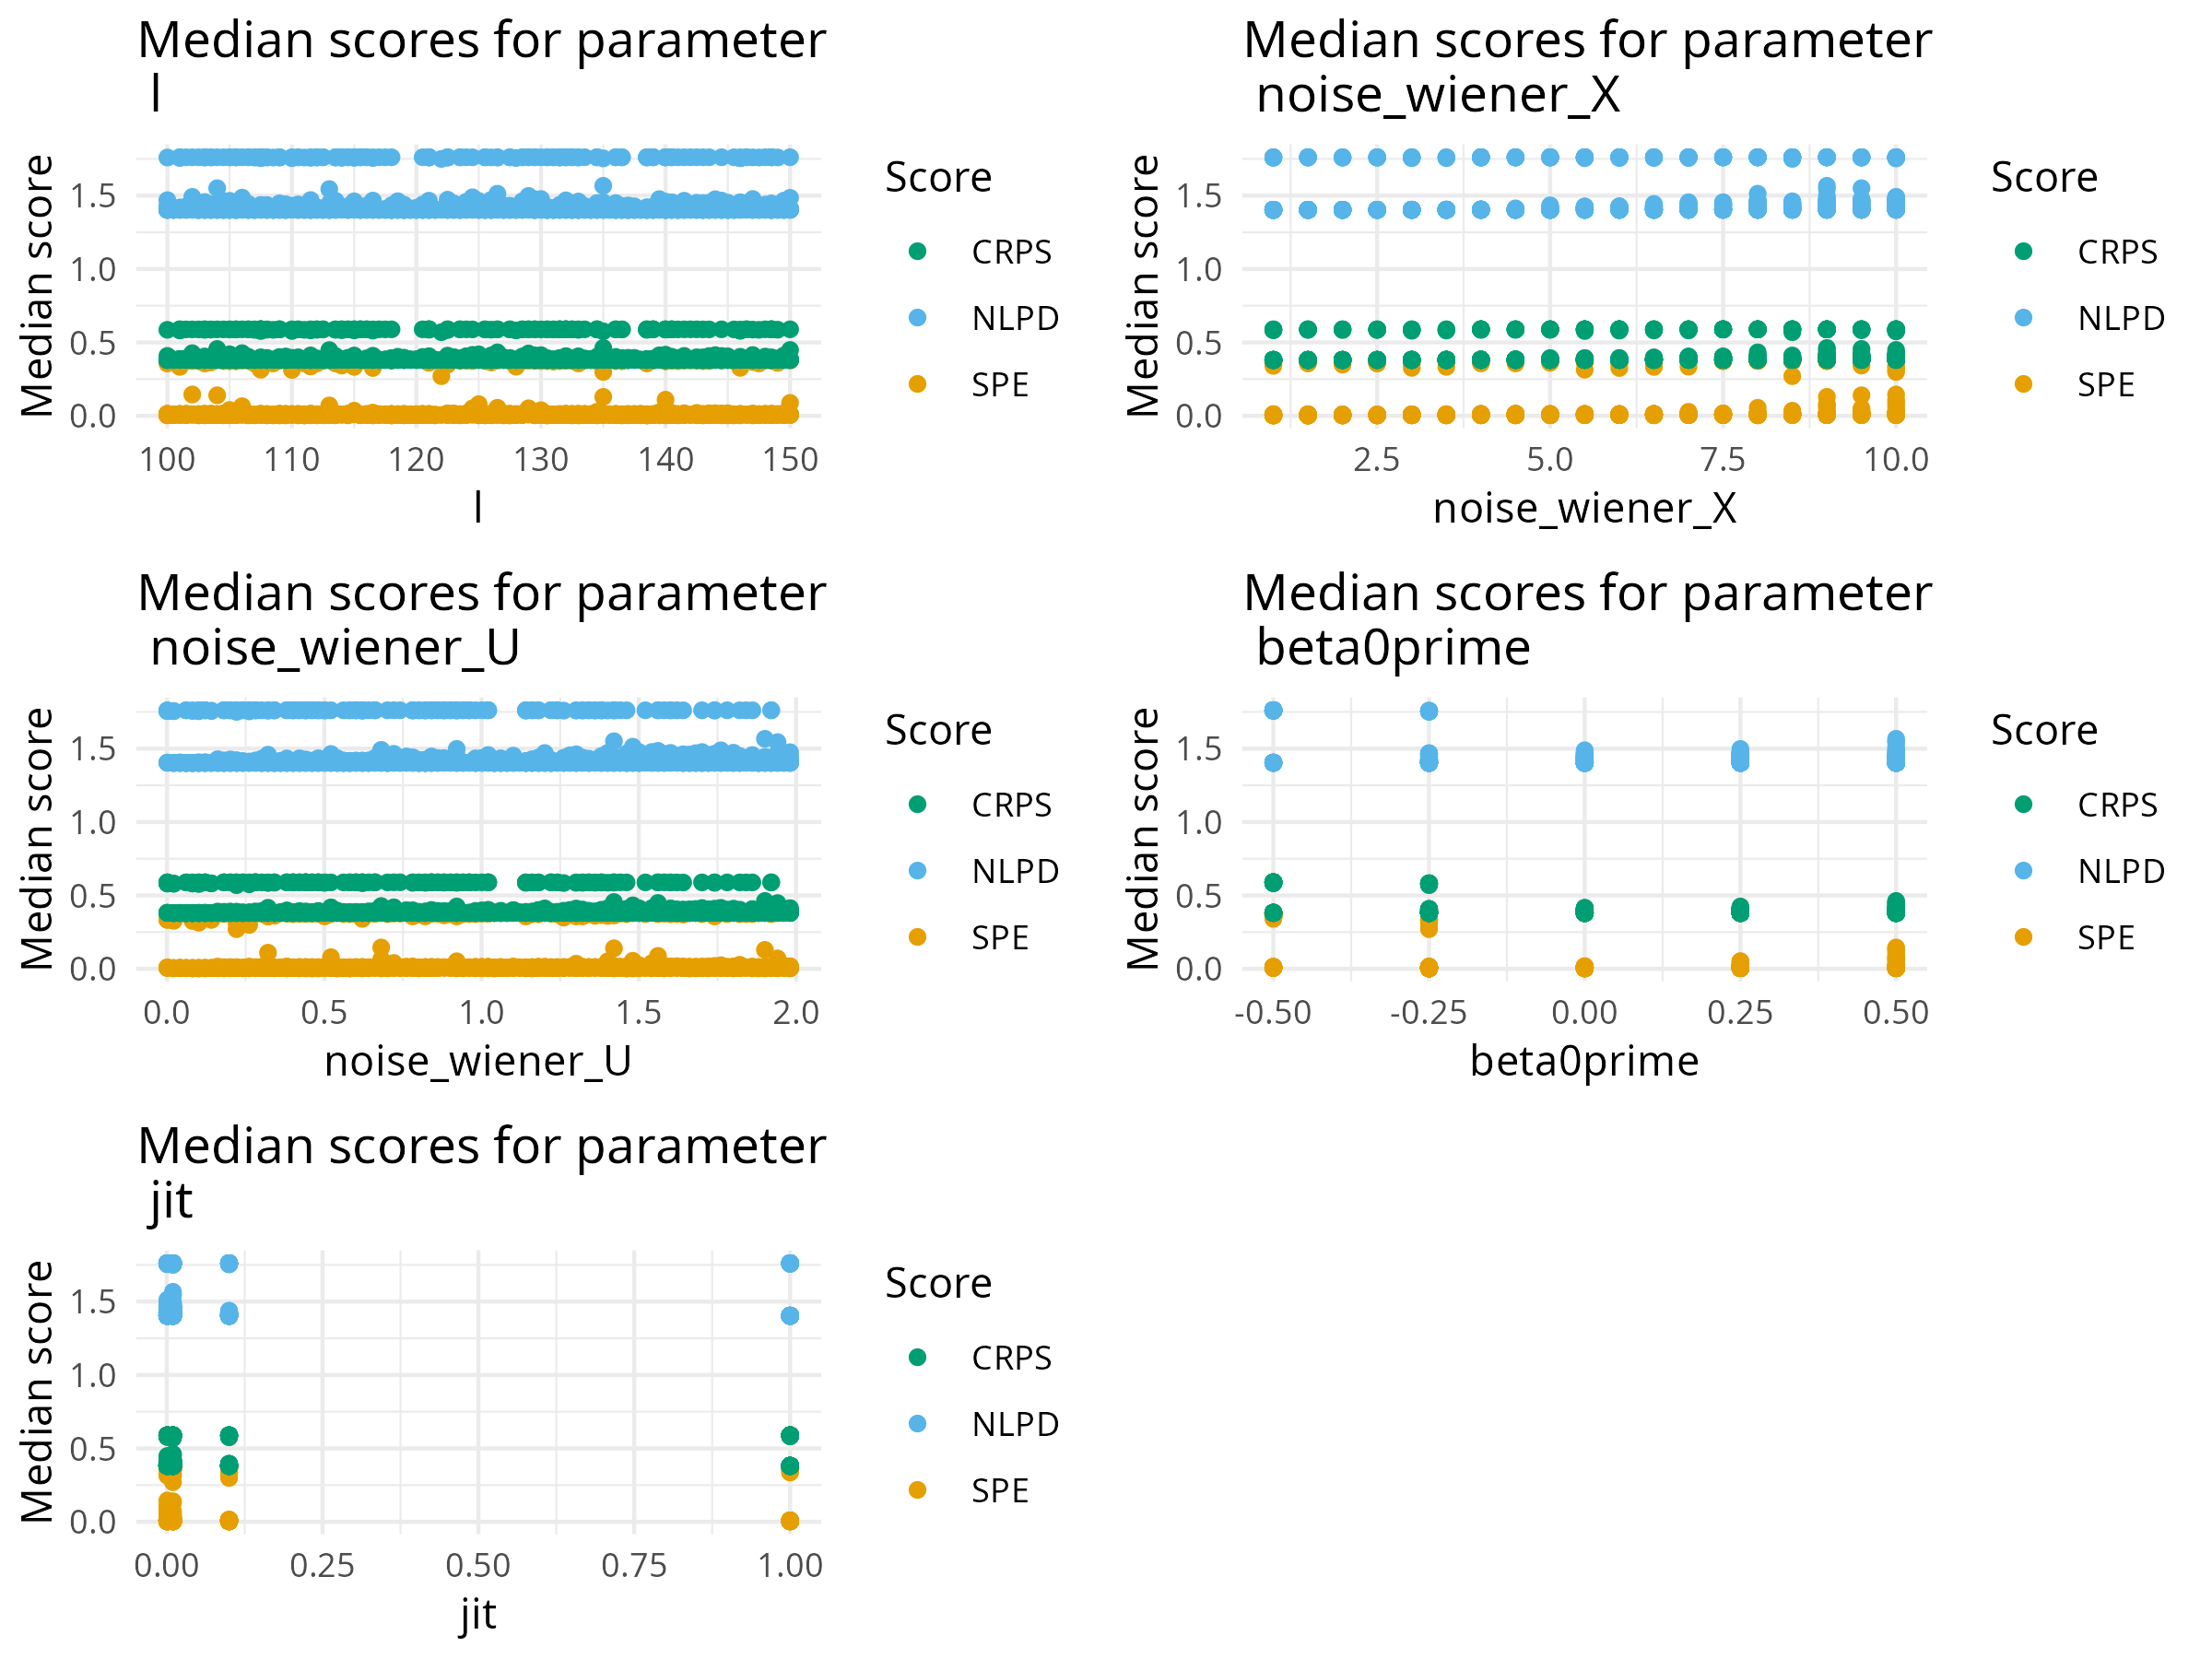 Median scores for parameter
l
Median score
1.5
1.0
0.5
0.0
100 110 120 130 140 150
l
Score
CRPS
NLPD
SPE
Median scores for parameter
noise_wiener_X
Median score
1.5
1.0
0.5
0.0
2.5 5.0 7.5 10.0
noise_wiener_X
Score
CRPS
NLPD
SPE
Median scores for parameter
noise_wiener_U
Median score
1.5
1.0
0.5
0.0
0.0 0.5 1.0 1.5 2.0
noise_wiener_U
Score
CRPS
NLPD
SPE
Median scores for parameter
beta0prime
Median score
1.5
1.0
0.5
0.0
-0.50 -0.25 0.00 0.25 0.50
beta0prime
Score
CRPS
NLPD
SPE
Median scores for parameter
jit
Median score
1.5
1.0
0.5
0.0
0.00 0.25 0.50 0.75 1.00
jit
Score
CRPS
NLPD
SPE